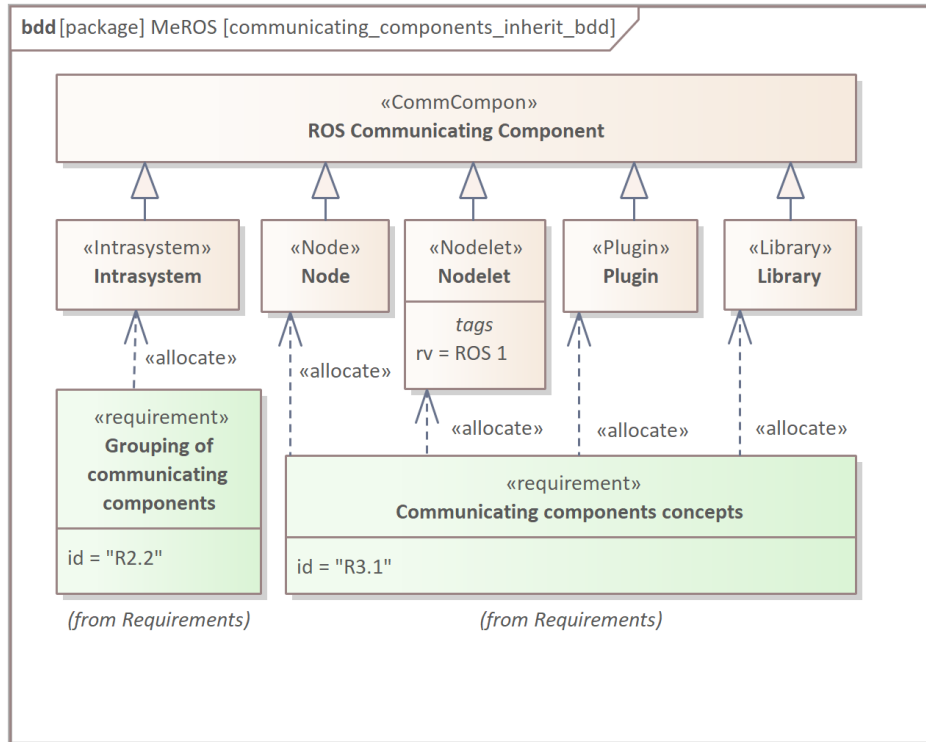 bdd [package] MeROS [communicating_components_inherit_bdd]
«CommCompon»
ROS Communicating Component
«Intrasystem»
Intrasystem
«Node»
Node
«Nodelet»
Nodelet
tags
rv = ROS 1
«Plugin»
Plugin
«Library»
Library
«allocate»
«allocate»
«allocate»
«allocate»
«allocate»
«requirement»
Grouping of
communicating
components
id = "R2.2"
(from Requirements)
«requirement»
Communicating components concepts
id = "R3.1"
(from Requirements)